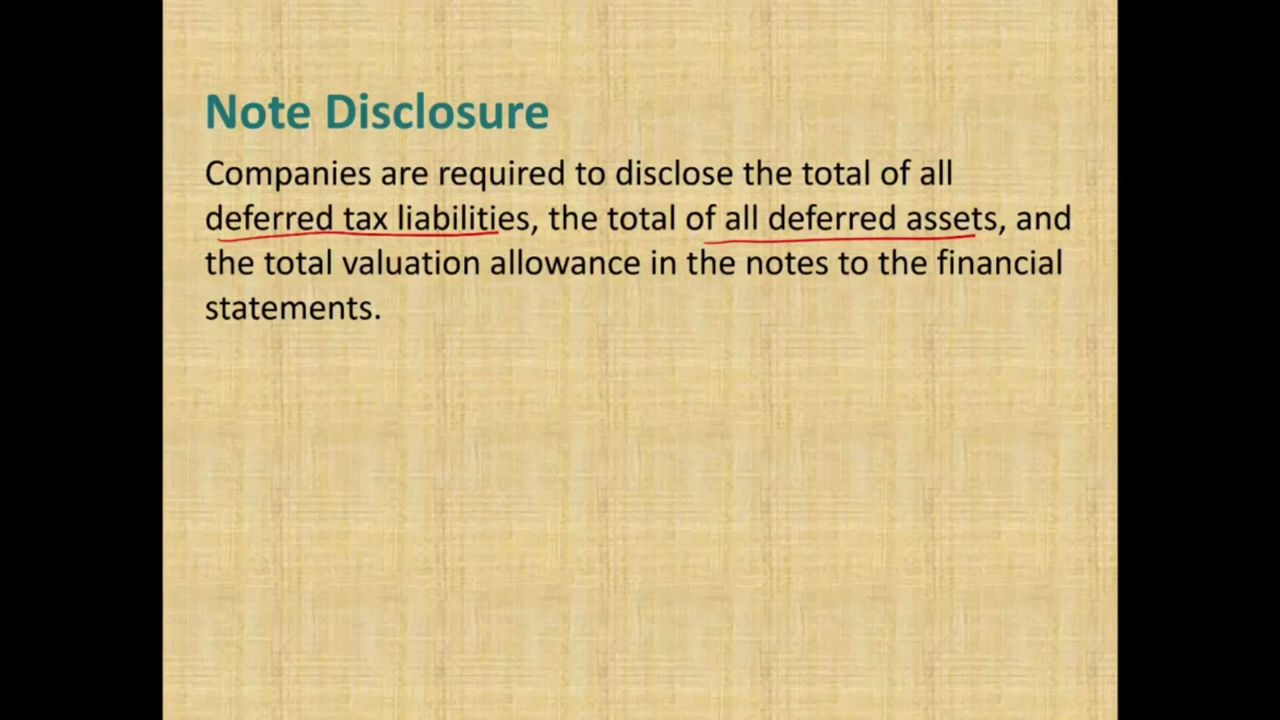 Note Disclosure
Companies are required to disclose the total of all
deferred tax liabilities, the total of all deferred assets, and
the total valuation allowance in the notes to the financial
statements.